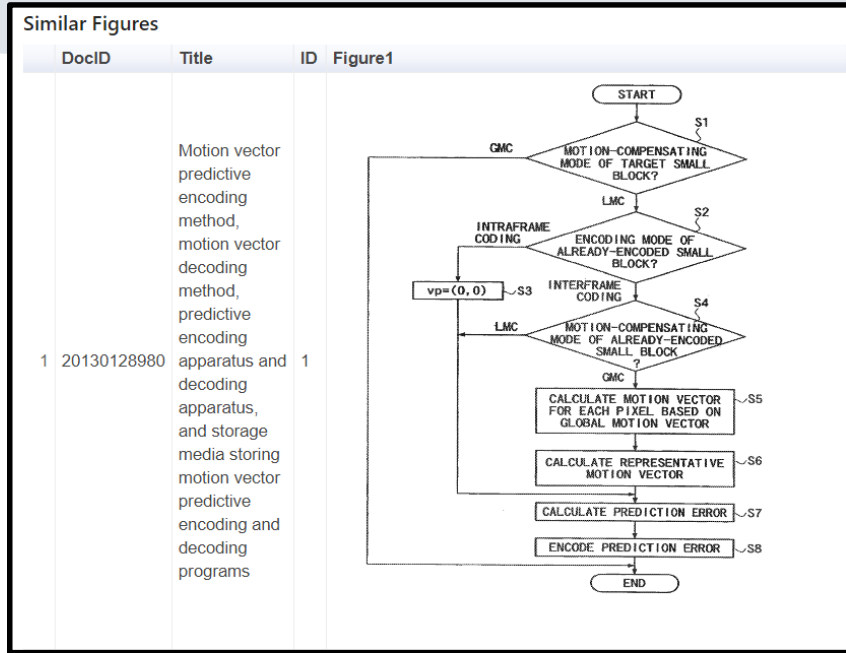 Similar Figures
DocID Title ID Figure1
1 20130128980
Motion vector
predictive
encoding
method,
motion vector
decoding
method,
predictive
encoding
apparatus and
decoding
apparatus,
and storage
media storing
motion vector
predictive
encoding and
decoding
programs
1
START
S1
GMC
MOTION-COMPENSATING
MODE OF TARGET SMALL
BLOCK?
LMC
S2
INTRAFRAME
CODING
ENCODING MODE OF
ALREADY-ENCODED SMALL
BLOCK?
vp=(0,0) S3
INTERFRAME
CODING
S4
LMC
MOTION-COMPENSATING
MODE OF ALREADY-ENCODED
SMALL BLOCK
?
GMC
CALCULATE MOTION VECTOR
FOR EACH PIXEL BASED ON
GLOBAL MOTION VECTOR
S5
CALCULATE REPRESENTATIVE
MOTION VECTOR
S6
CALCULATE PREDICTION ERROR S7
ENCODE PREDICTION ERROR S8
END